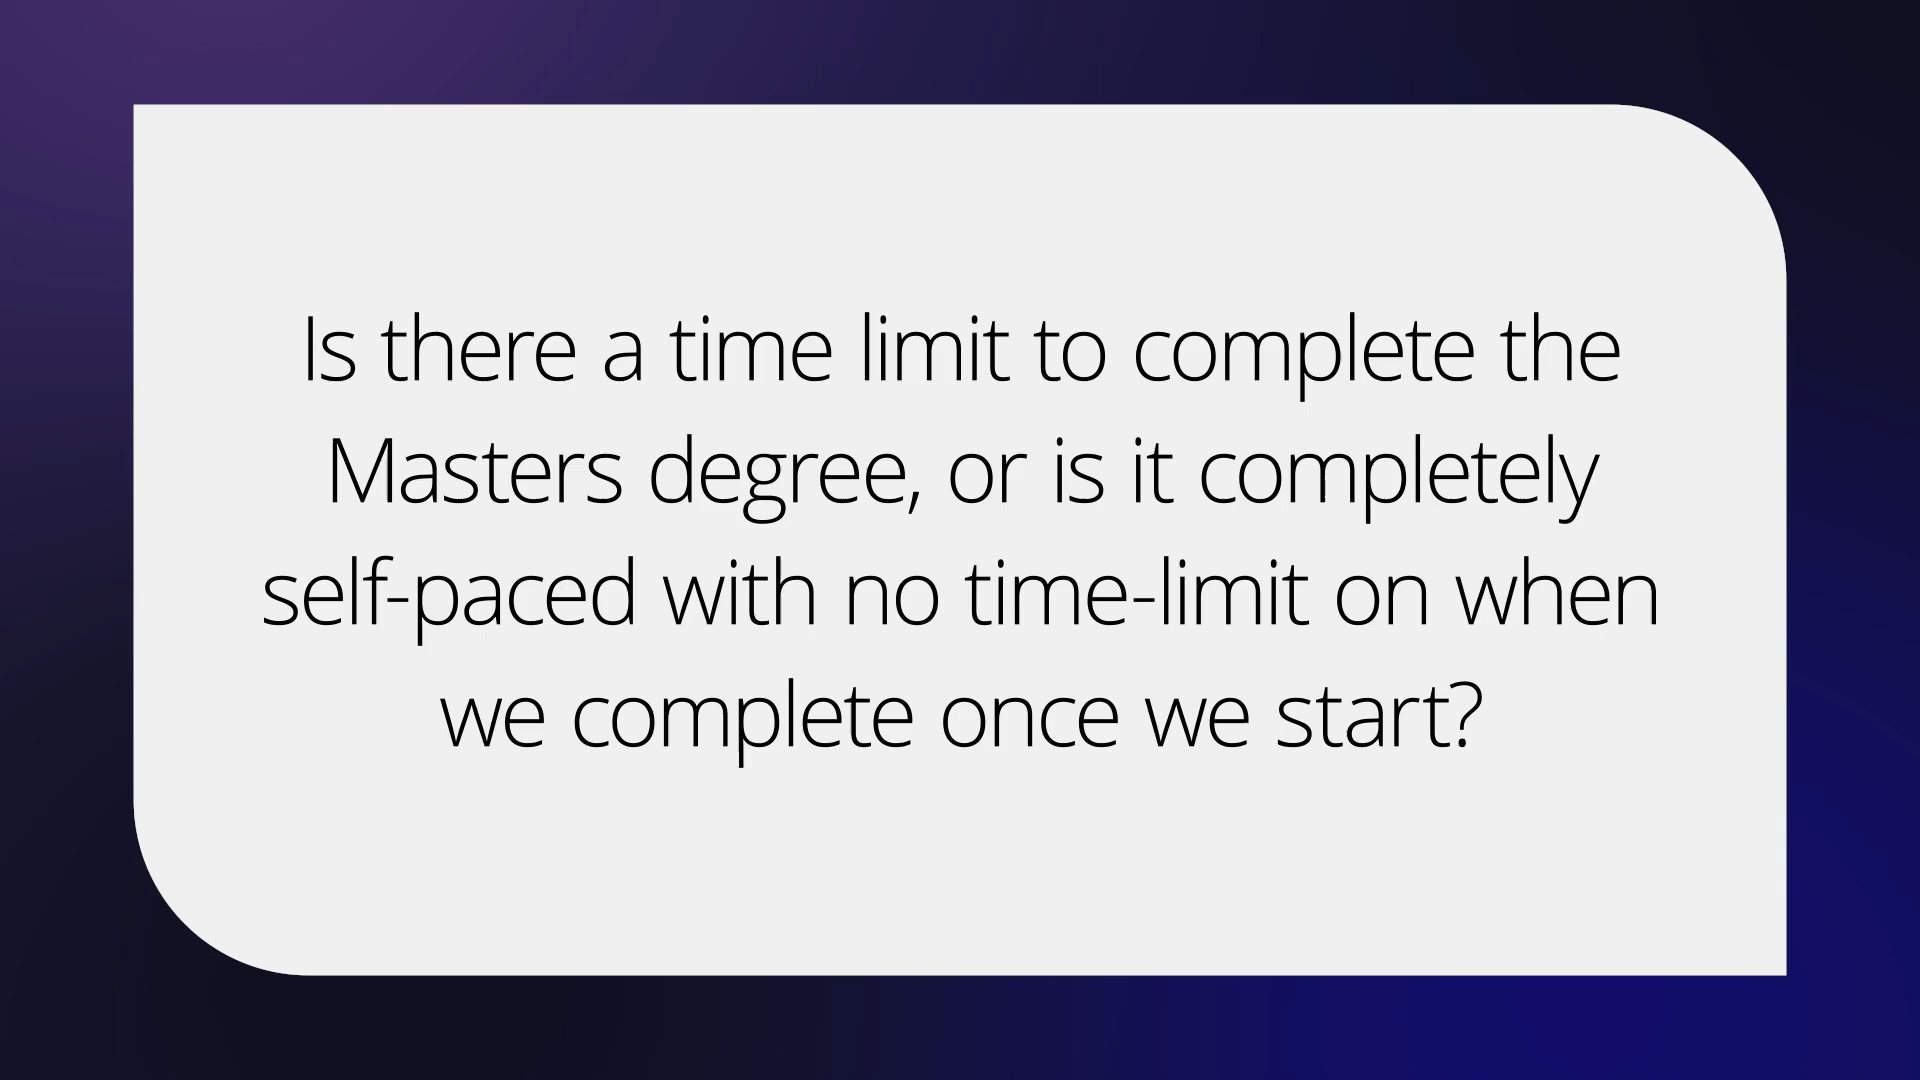 Is there a time limit to complete the
Masters degree, or is it completely
self-paced with no time-limit on when
we complete once we start?